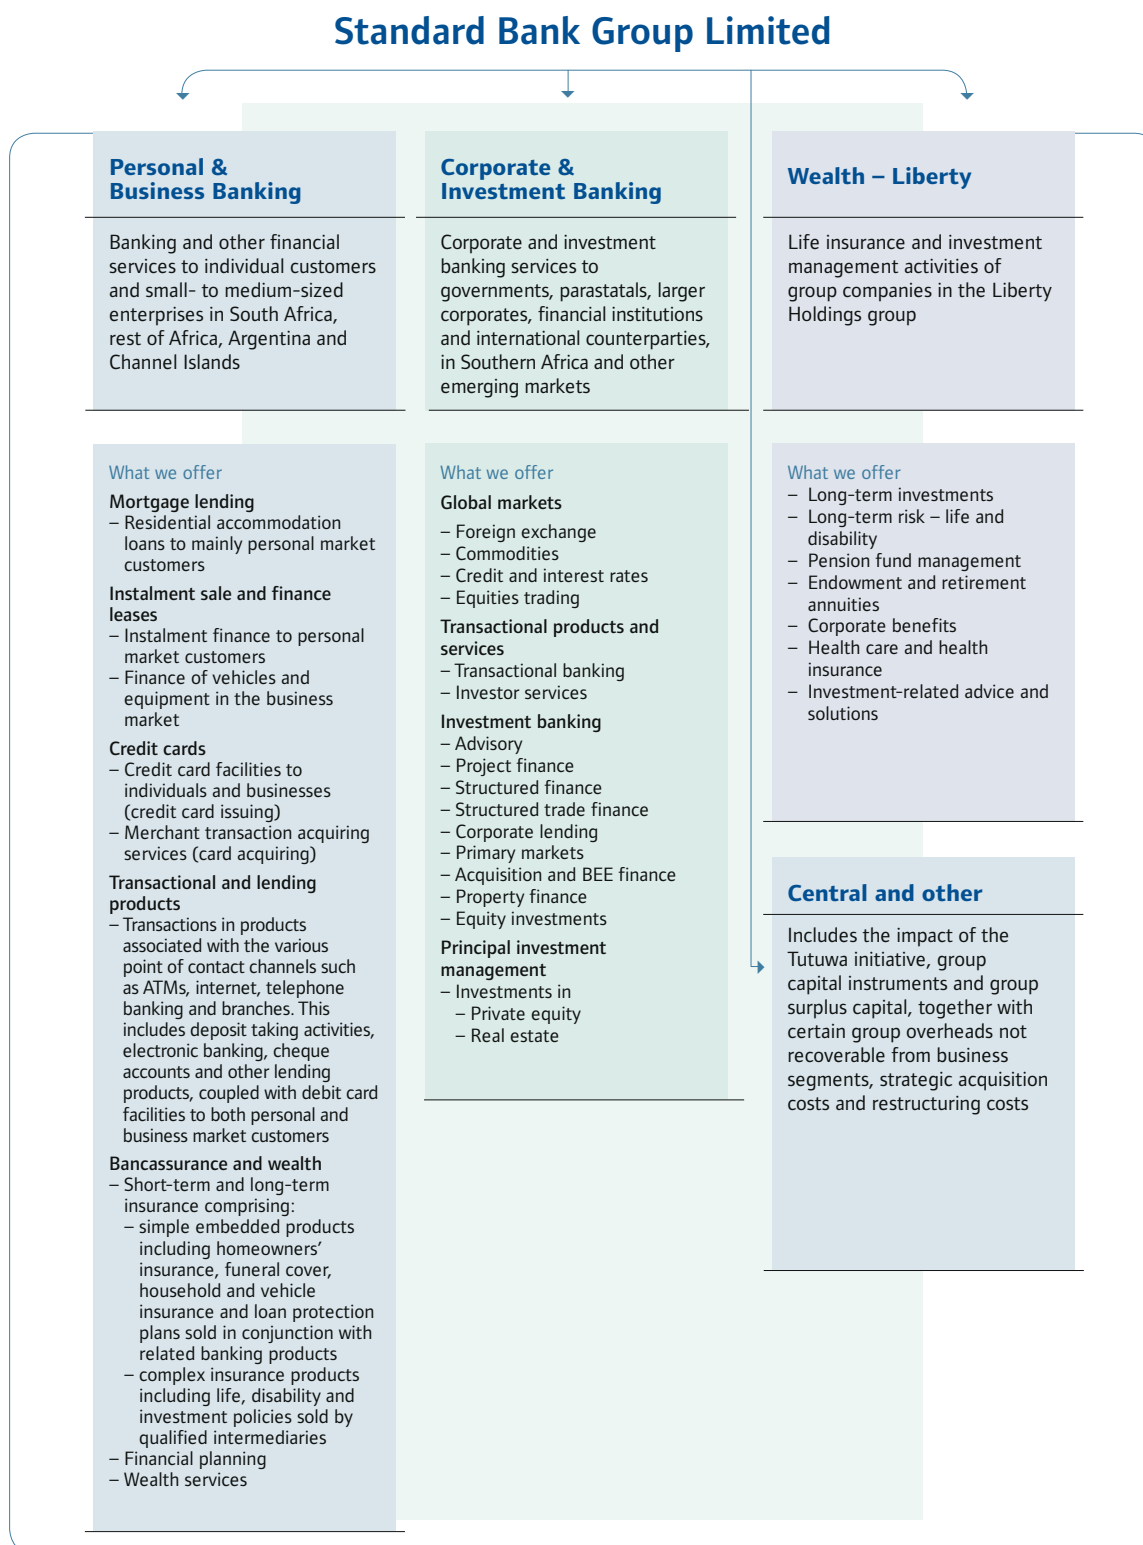 Standard Bank Group Limited
Personal &
Business Banking
Banking and other financial
services to individual customers
and small- to medium-sized
enterprises in South Africa,
rest of Africa, Argentina and
Channel Islands
What we offer
Mortgage lending
– Residential accommodation
loans to mainly personal market
customers
Instalment sale and finance
leases
– Instalment finance to personal
market customers
– Finance of vehicles and
equipment in the business
market
Credit cards
– Credit card facilities to
individuals and businesses
(credit card issuing)
– Merchant transaction acquiring
services (card acquiring)
Transactional and lending
products
– Transactions in products
associated with the various
point of contact channels such
as ATMs, internet, telephone
banking and branches. This
includes deposit taking activities,
electronic banking, cheque
accounts and other lending
products, coupled with debit card
facilities to both personal and
business market customers
Bancassurance and wealth
– Short-term and long-term
insurance comprising:
– simple embedded products
including homeowners’
insurance, funeral cover,
household and vehicle
insurance and loan protection
plans sold in conjunction with
related banking products
– complex insurance products
including life, disability and
investment policies sold by
qualified intermediaries
– Financial planning
– Wealth services
Corporate &
Investment Banking
Corporate and investment
banking services to
governments, parastatals, larger
corporates, financial institutions
and international counterparties,
in Southern Africa and other
emerging markets
What we offer
Global markets
– Foreign exchange
– Commodities
– Credit and interest rates
– Equities trading
Transactional products and
services
– Transactional banking
– Investor services
Investment banking
– Advisory
– Project finance
– Structured finance
– Structured trade finance
– Corporate lending
– Primary markets
– Acquisition and BEE finance
– Property finance
– Equity investments
Principal investment
management
– Investments in
– Private equity
– Real estate
Wealth – Liberty
Life insurance and investment
management activities of
group companies in the Liberty
Holdings group
What we offer
– Long-term investments
– Long-term risk – life and
disability
– Pension fund management
– Endowment and retirement
annuities
– Corporate benefits
– Health care and health
insurance
– Investment-related advice and
solutions
Central and other
Includes the impact of the
Tutuwa initiative, group
capital instruments and group
surplus capital, together with
certain group overheads not
recoverable from business
segments, strategic acquisition
costs and restructuring costs